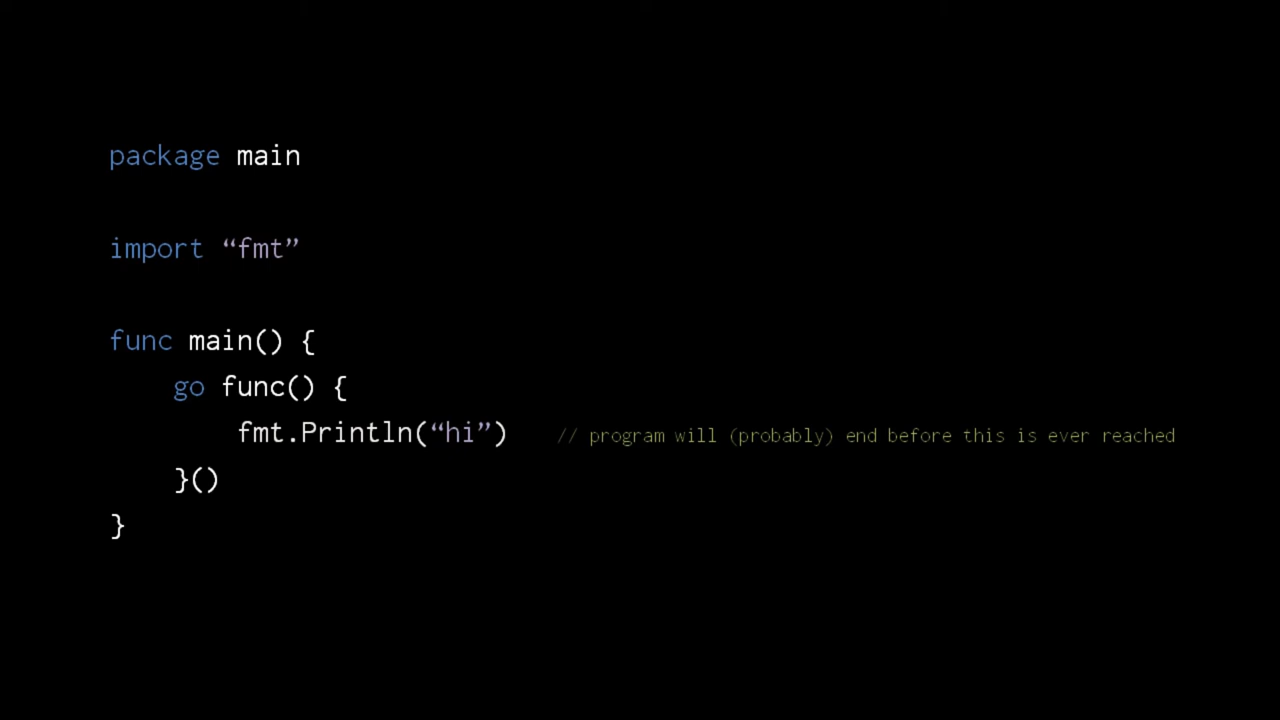 package main
import “fmt”
func main() {
go func() {
fmt.Println(“hi”) // program will (probably) end before this is ever reached
}()
}